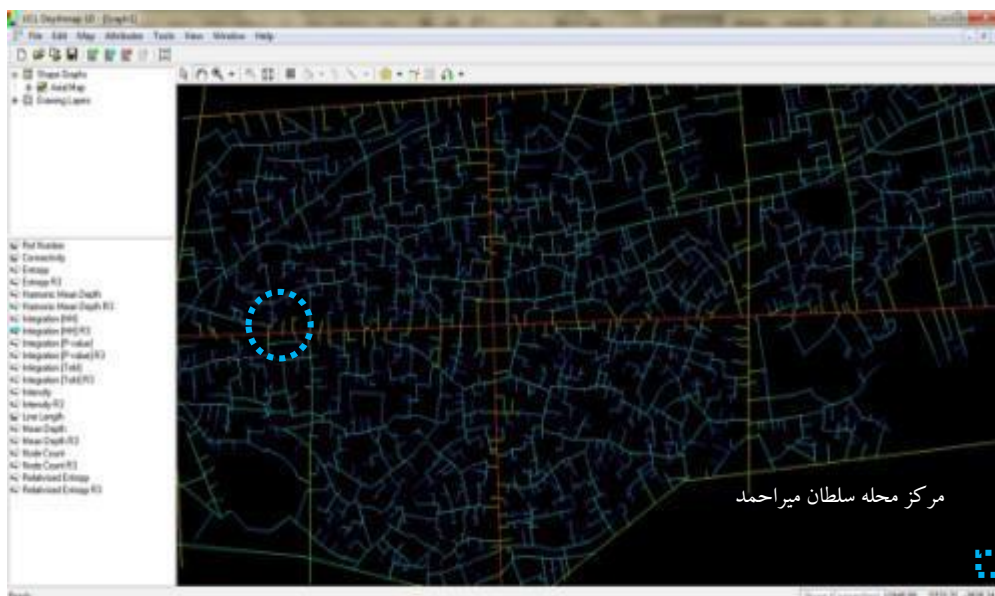 UCL Depthmap 10 - [Graph1]
File Edit Map Attributes Tools View Window Help
Shape Graphs
Axial Map
Drawing Layers
Ref Number
Connectivity
Entropy
Entropy R3
Harmonic Mean Depth
Harmonic Mean Depth R3
Integration [HH]
Integration [HH] R3
Integration [P-value]
Integration [P-value] R3
Integration [Tekl]
Integration [Tekl] R3
Intensity
Intensity R3
Line Length
Mean Depth
Mean Depth R3
Node Count
Node Count R3
Relativised Entropy
Relativised Entropy R3
مرکز محله سلطان میراحمد
Ready